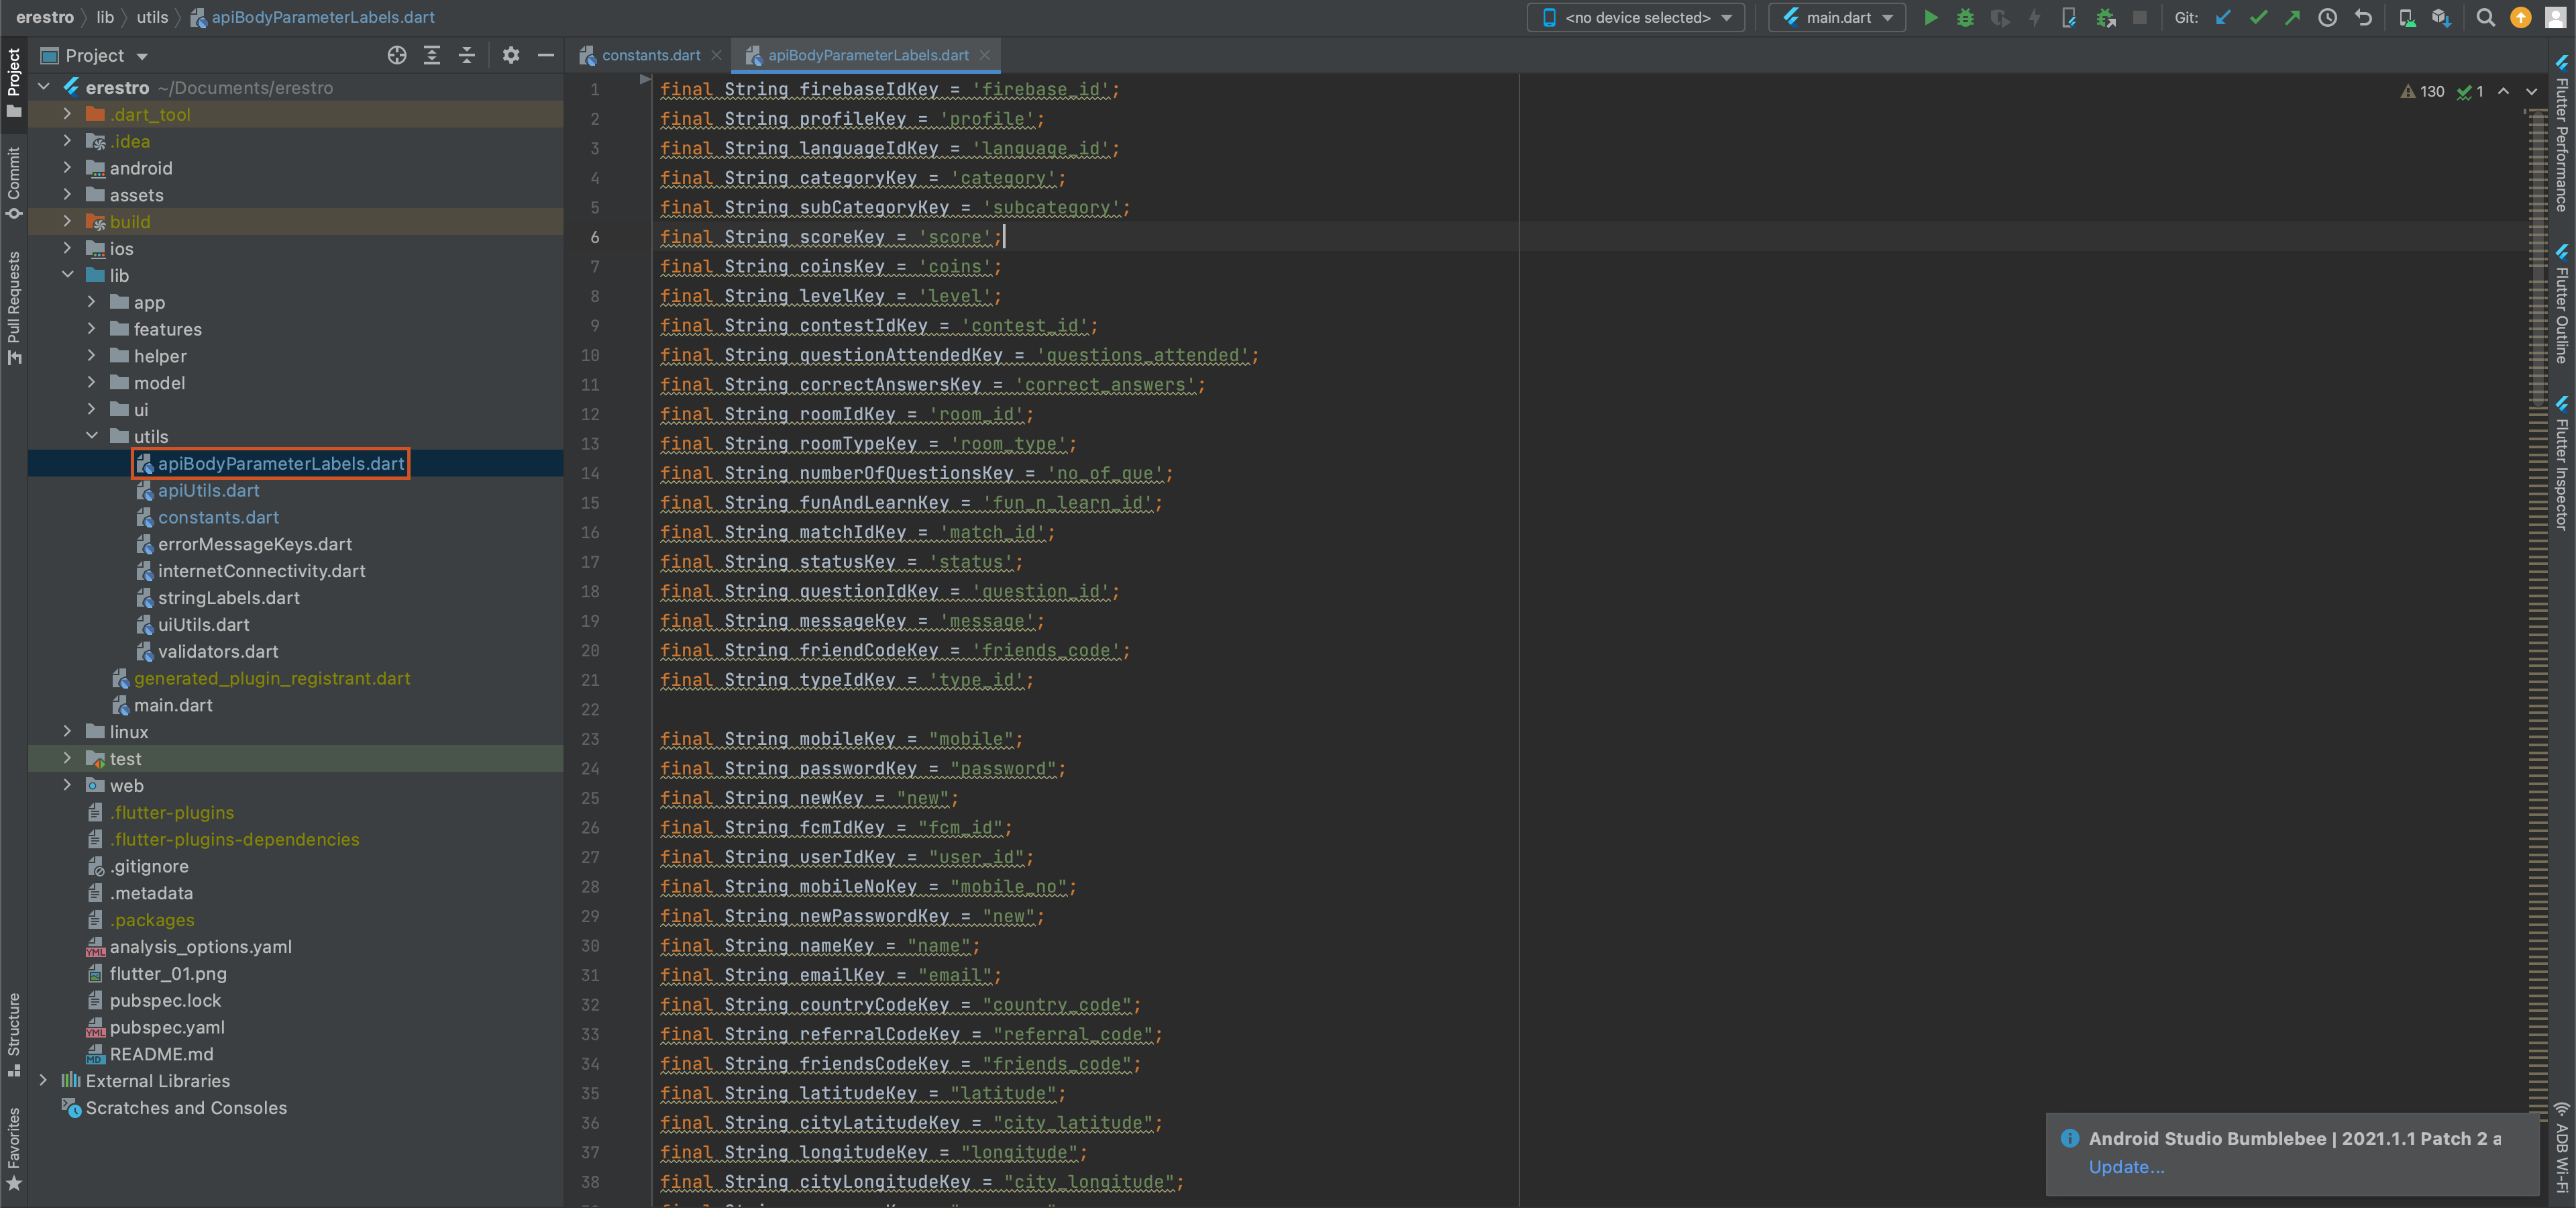 erestro lib utils apiBodyParameterLabels.dart
<no device selected> main.dart Git:
Project
constants.dart apiBodyParameterLabels.dart
130 1
Project
Commit
Pull Requests
Structure
Favorites
erestro ~/Documents/erestro
.dart_tool
.idea
android
assets
build
ios
lib
app
features
helper
model
ui
utils
apiBodyParameterLabels.dart
apiUtils.dart
constants.dart
errorMessageKeys.dart
internetConnectivity.dart
stringLabels.dart
uiUtils.dart
validators.dart
generated_plugin_registrant.dart
main.dart
linux
test
web
.flutter-plugins
.flutter-plugins-dependencies
.gitignore
.metadata
.packages
analysis_options.yaml
flutter_01.png
pubspec.lock
pubspec.yaml
README.md
External Libraries
Scratches and Consoles
1 final String firebaseIdKey = 'firebase_id';
2 final String profileKey = 'profile';
3 final String languageIdKey = 'language_id';
4 final String categoryKey = 'category';
5 final String subCategoryKey = 'subcategory';
6 final String scoreKey = 'score';
7 final String coinsKey = 'coins';
8 final String levelKey = 'level';
9 final String contestIdKey = 'contest_id';
10 final String questionAttendedKey = 'questions_attended';
11 final String correctAnswersKey = 'correct_answers';
12 final String roomIdKey = 'room_id';
13 final String roomTypeKey = 'room_type';
14 final String numberOfQuestionsKey = 'no_of_que';
15 final String funAndLearnKey = 'fun_n_learn_id';
16 final String matchIdKey = 'match_id';
17 final String statusKey = 'status';
18 final String questionIdKey = 'question_id';
19 final String messageKey = 'message';
20 final String friendCodeKey = 'friends_code';
21 final String typeIdKey = 'type_id';
22
23 final String mobileKey = "mobile";
24 final String passwordKey = "password";
25 final String newKey = "new";
26 final String fcmIdKey = "fcm_id";
27 final String userIdKey = "user_id";
28 final String mobileNoKey = "mobile_no";
29 final String newPasswordKey = "new";
30 final String nameKey = "name";
31 final String emailKey = "email";
32 final String countryCodeKey = "country_code";
33 final String referralCodeKey = "referral_code";
34 final String friendsCodeKey = "friends_code";
35 final String latitudeKey = "latitude";
36 final String cityLatitudeKey = "city_latitude";
37 final String longitudeKey = "longitude";
38 final String cityLongitudeKey = "city_longitude";
Flutter Performance
Flutter Outline
Flutter Inspector
ADB Wi-Fi
Android Studio Bumblebee | 2021.1.1 Patch 2 a
Update...